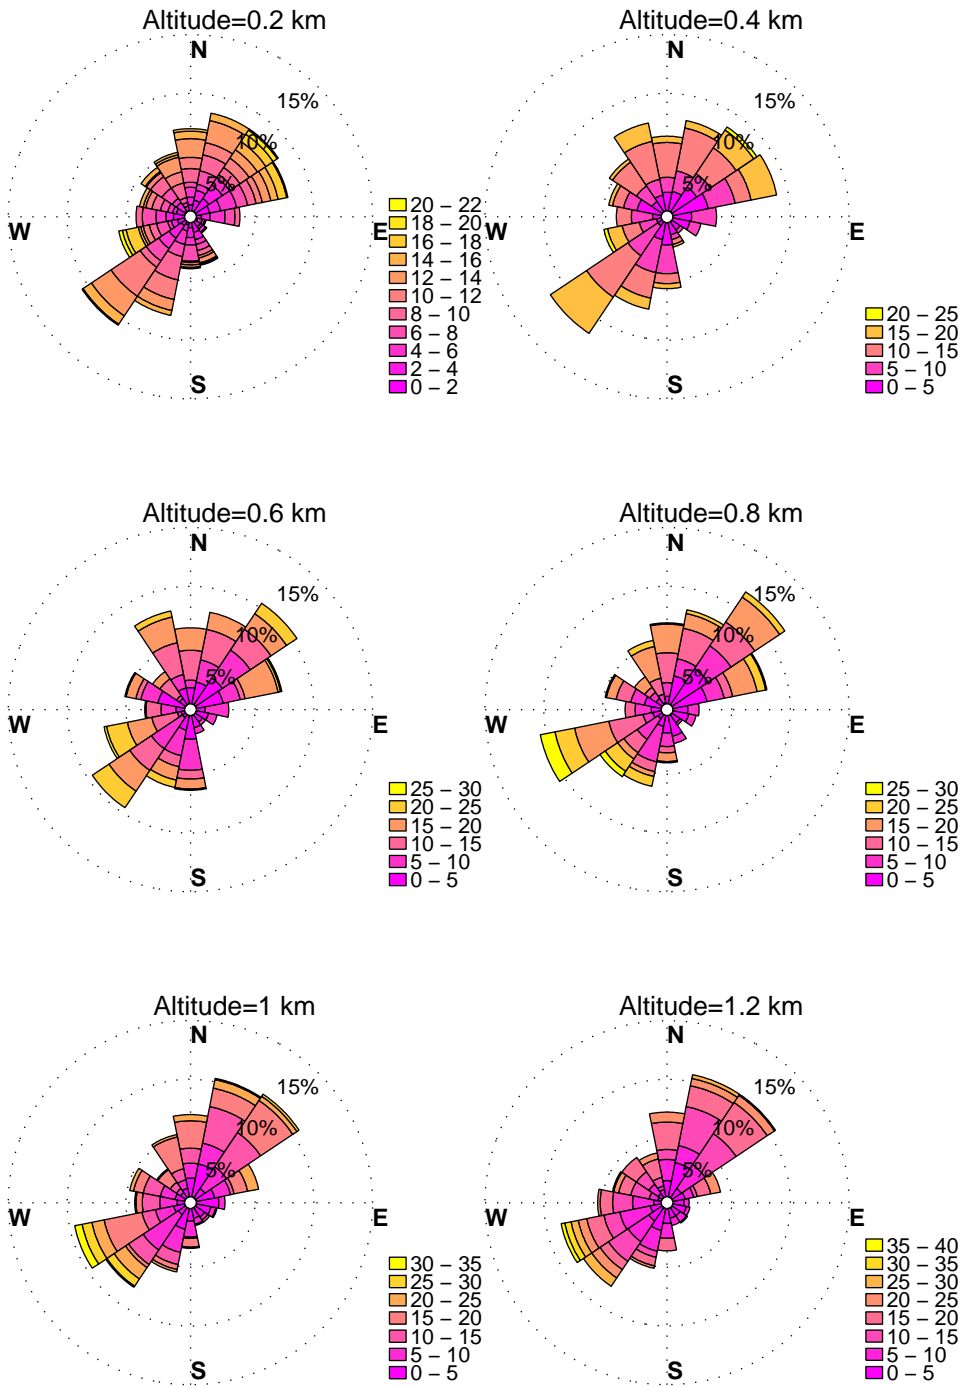 Altitude=0.2 km
N
15%
10%
5%
W
E
S
20 – 22
18 – 20
16 – 18
14 – 16
12 – 14
10 – 12
8 – 10
6 – 8
4 – 6
2 – 4
0 – 2
Altitude=0.4 km
N
15%
10%
5%
W
E
S
20 – 25
15 – 20
10 – 15
5 – 10
0 – 5
Altitude=0.6 km
N
15%
10%
5%
W
E
S
25 – 30
20 – 25
15 – 20
10 – 15
5 – 10
0 – 5
Altitude=0.8 km
N
15%
10%
5%
W
E
S
25 – 30
20 – 25
15 – 20
10 – 15
5 – 10
0 – 5
Altitude=1 km
N
15%
10%
5%
W
E
S
30 – 35
25 – 30
20 – 25
15 – 20
10 – 15
5 – 10
0 – 5
Altitude=1.2 km
N
15%
10%
5%
W
E
S
35 – 40
30 – 35
25 – 30
20 – 25
15 – 20
10 – 15
5 – 10
0 – 5